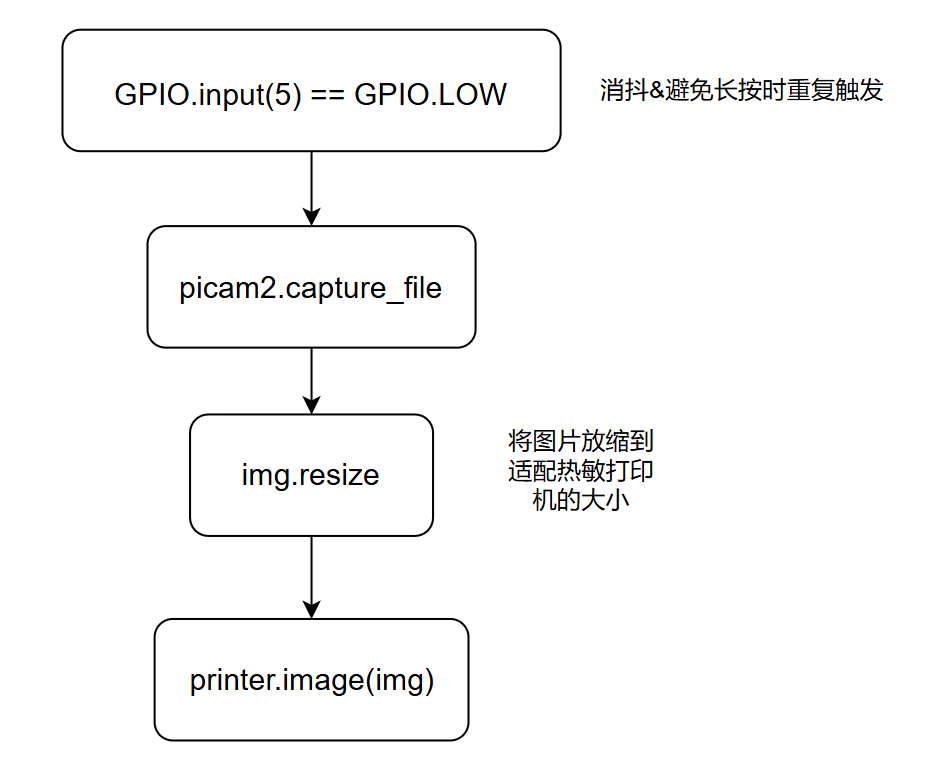 GPIO.input(5) == GPIO.LOW
消抖&避免长按时重复触发
picam2.capture_file
img.resize
将图片放缩到
适配热敏打印
机的大小
printer.image(img)